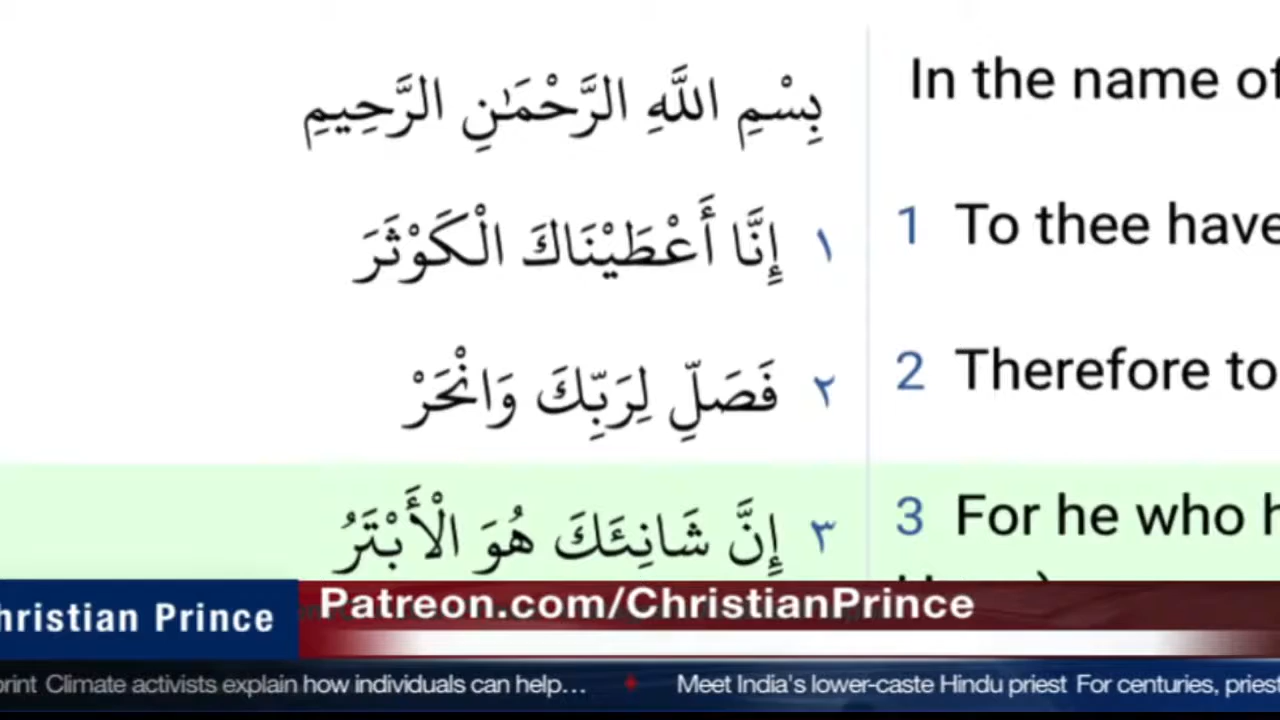 بِسْمِ اللَّهِ الرَّحْمَٰنِ الرَّحِيمِ
In the name of
١ إِنَّا أَعْطَيْنَاكَ الْكَوْثَرَ
1 To thee have
٢ فَصَلِّ لِرَبِّكَ وَانْحَرْ
2 Therefore to
٣ إِنَّ شَانِئَكَ هُوَ الْأَبْتَرُ
3 For he who h
hristian Prince
Patreon.com/ChristianPrince
print Climate activists explain how individuals can help... Meet India's lower-caste Hindu priest For centuries, priest